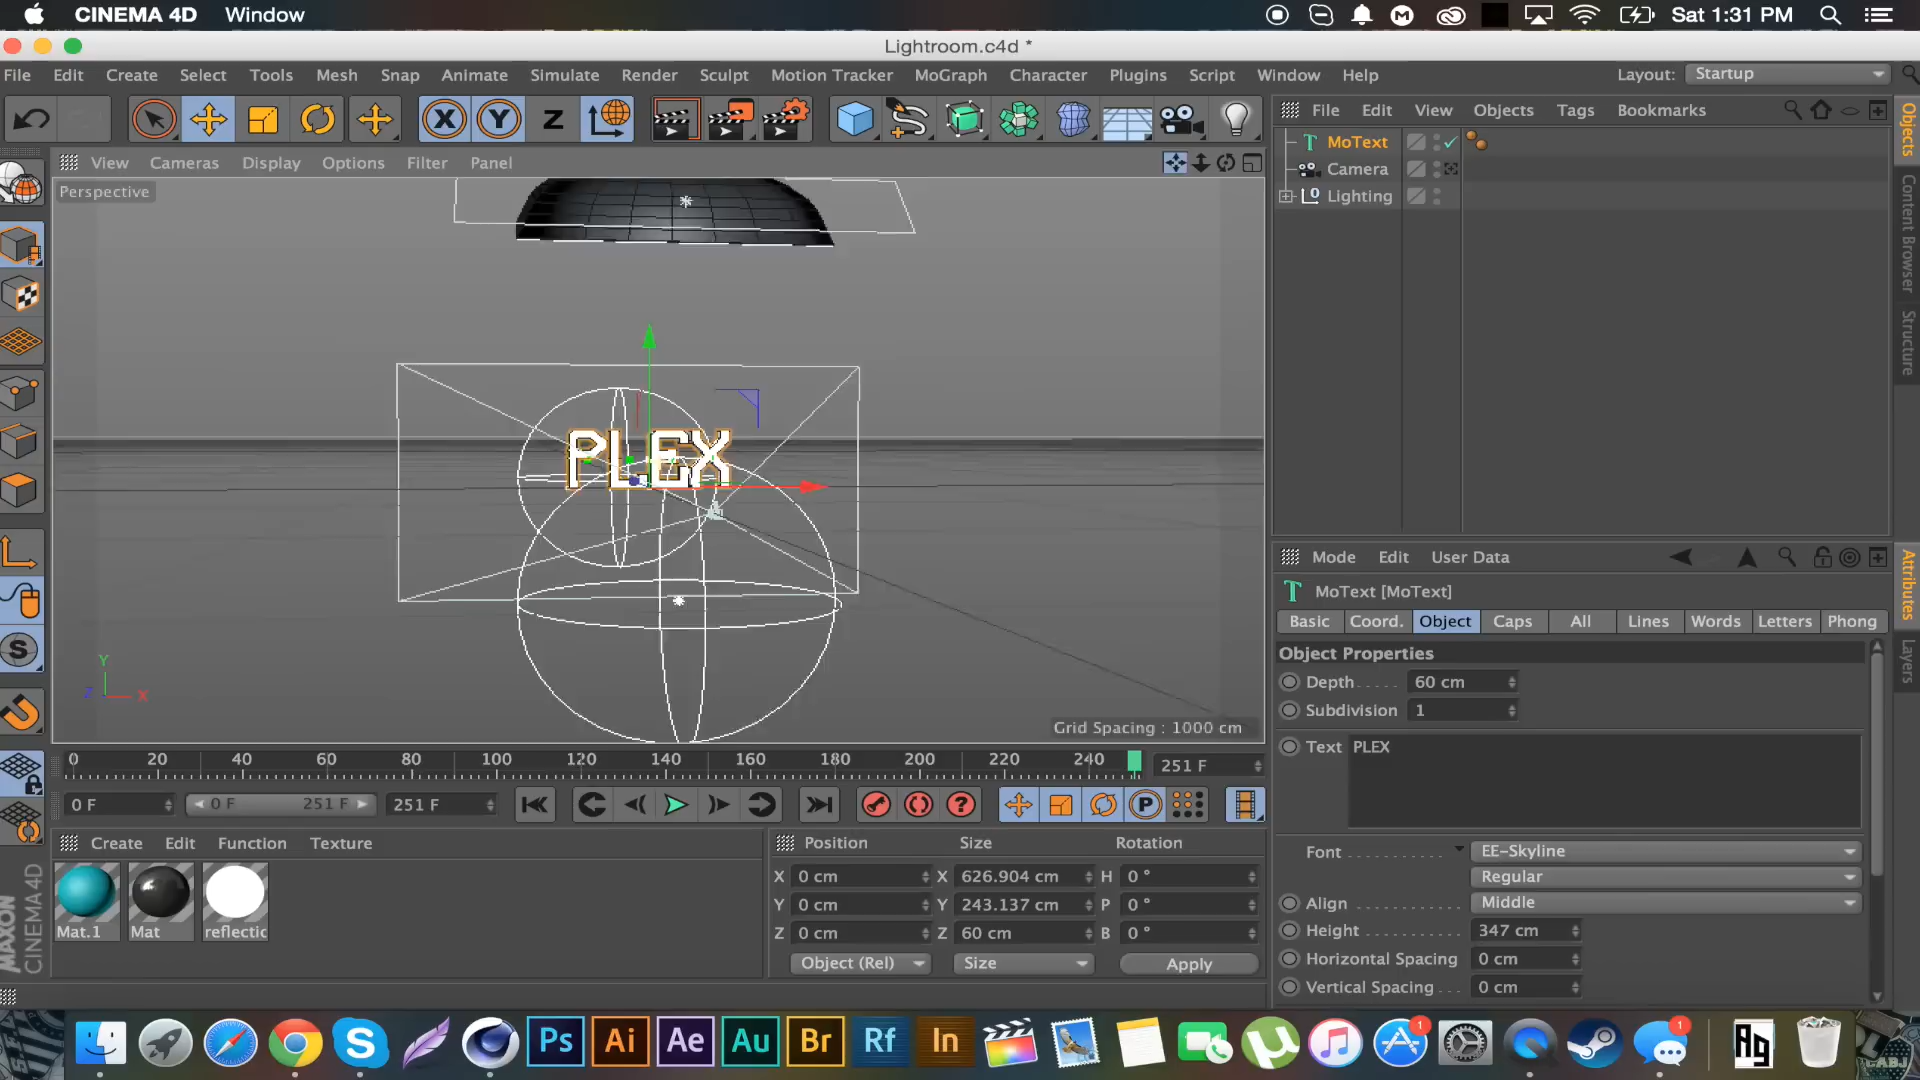 CINEMA 4D Window Sat 1:31 PM
Lightroom.c4d *
File Edit Create Select Tools Mesh Snap Animate Simulate Render Sculpt Motion Tracker MoGraph Character Plugins Script Window Help Layout: Startup
X Y Z
File Edit View Objects Tags Bookmarks
View Cameras Display Options Filter Panel
Perspective
MoText
Camera
Lighting
Objects
Content Browser
Structure
PLEX
Y
Z X
Grid Spacing : 1000 cm
Mode Edit User Data
MoText [MoText]
Basic Coord. Object Caps All Lines Words Letters Phong
Object Properties
Depth 60 cm
Subdivision 1
Text PLEX
Font EE-Skyline
Regular
Align Middle
Height 347 cm
Horizontal Spacing 0 cm
Vertical Spacing 0 cm
Attributes
Layers
0 20 40 60 80 100 120 140 160 180 200 220 240 251 F
0 F 0 F 251 F 251 F
P
Create Edit Function Texture
Mat.1 Mat reflectic
MAXON
CINEMA 4D
Position Size Rotation
X 0 cm X 626.904 cm H 0 °
Y 0 cm Y 243.137 cm P 0 °
Z 0 cm Z 60 cm B 0 °
Object (Rel) Size Apply
Ps Ai Ae Au Br Rf In 1 1 Ag